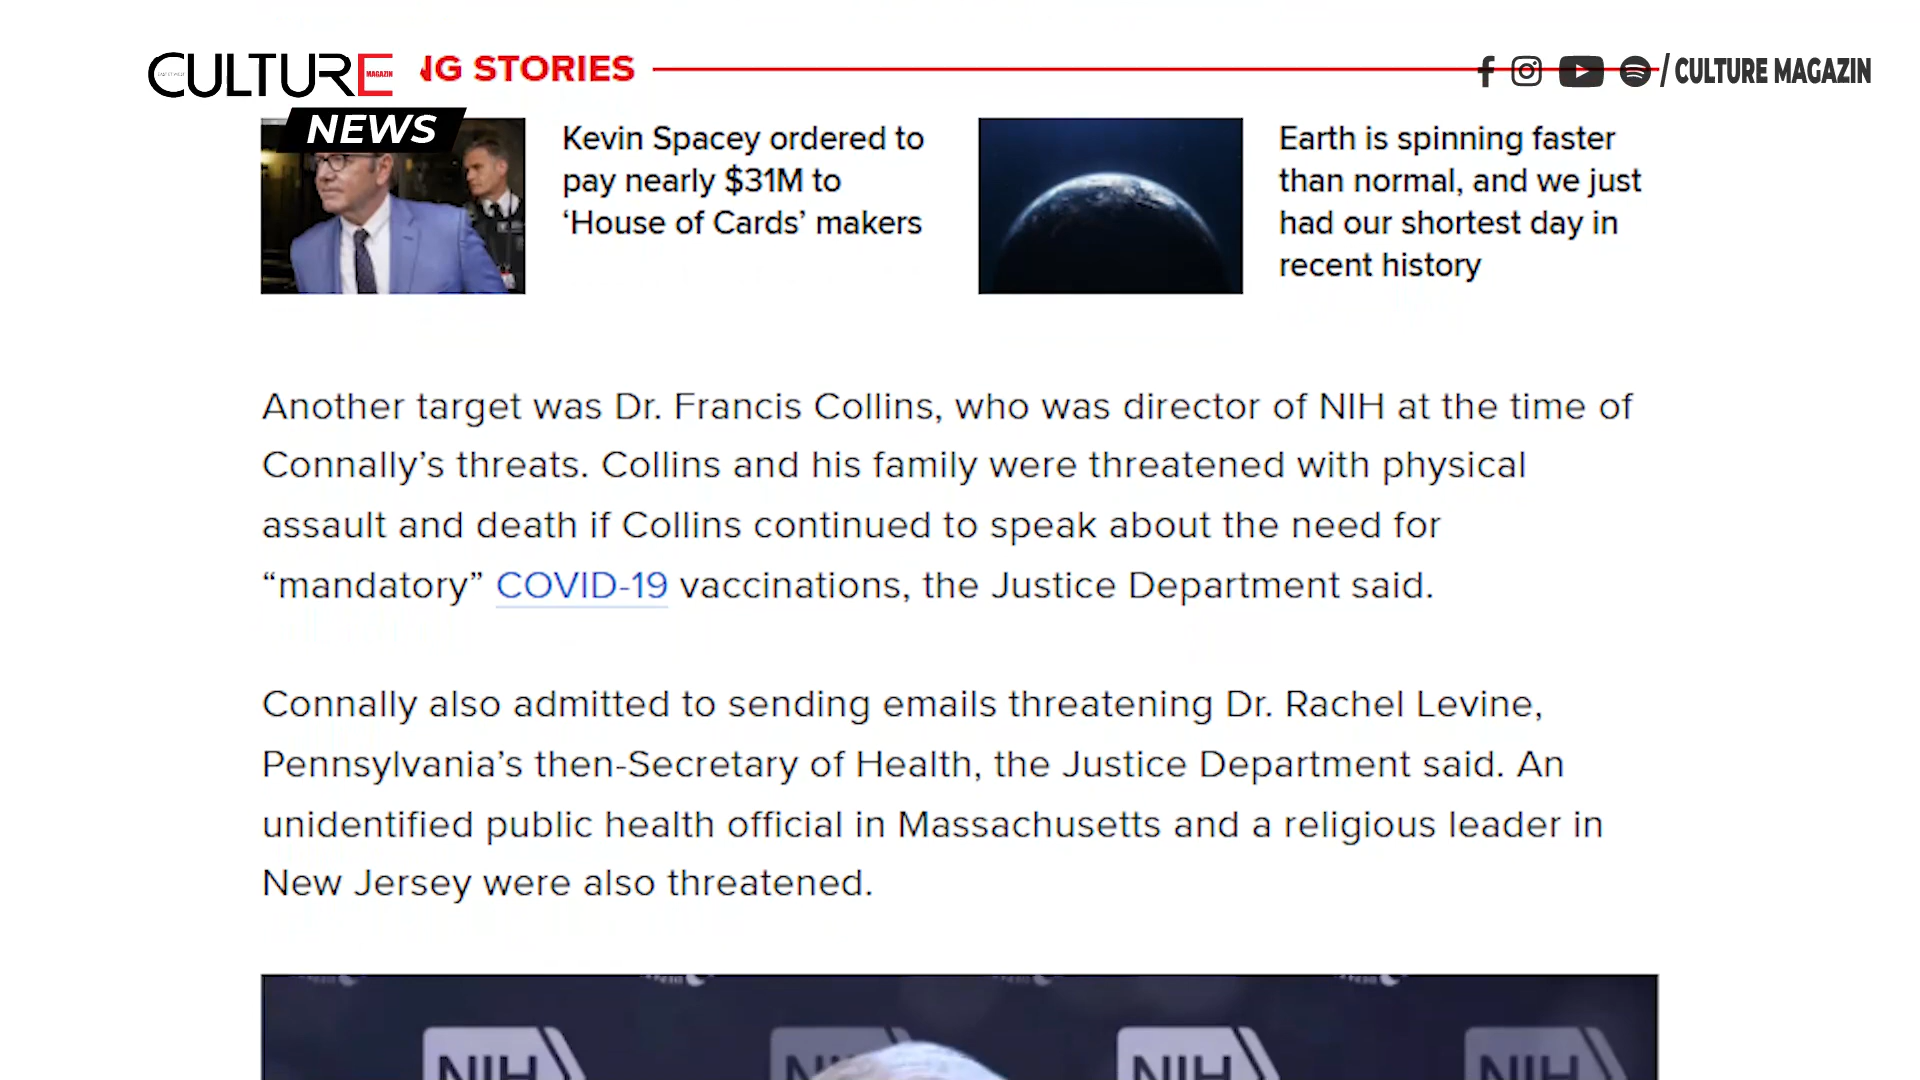 CULTURE
MAGAZIN
NEWS
NG STORIES
/ CULTURE MAGAZIN
Kevin Spacey ordered to
pay nearly $31M to
‘House of Cards’ makers
Earth is spinning faster
than normal, and we just
had our shortest day in
recent history
Another target was Dr. Francis Collins, who was director of NIH at the time of
Connally’s threats. Collins and his family were threatened with physical
assault and death if Collins continued to speak about the need for
“mandatory” COVID-19 vaccinations, the Justice Department said.
Connally also admitted to sending emails threatening Dr. Rachel Levine,
Pennsylvania’s then-Secretary of Health, the Justice Department said. An
unidentified public health official in Massachusetts and a religious leader in
New Jersey were also threatened.
NIH NIH NIH NIH